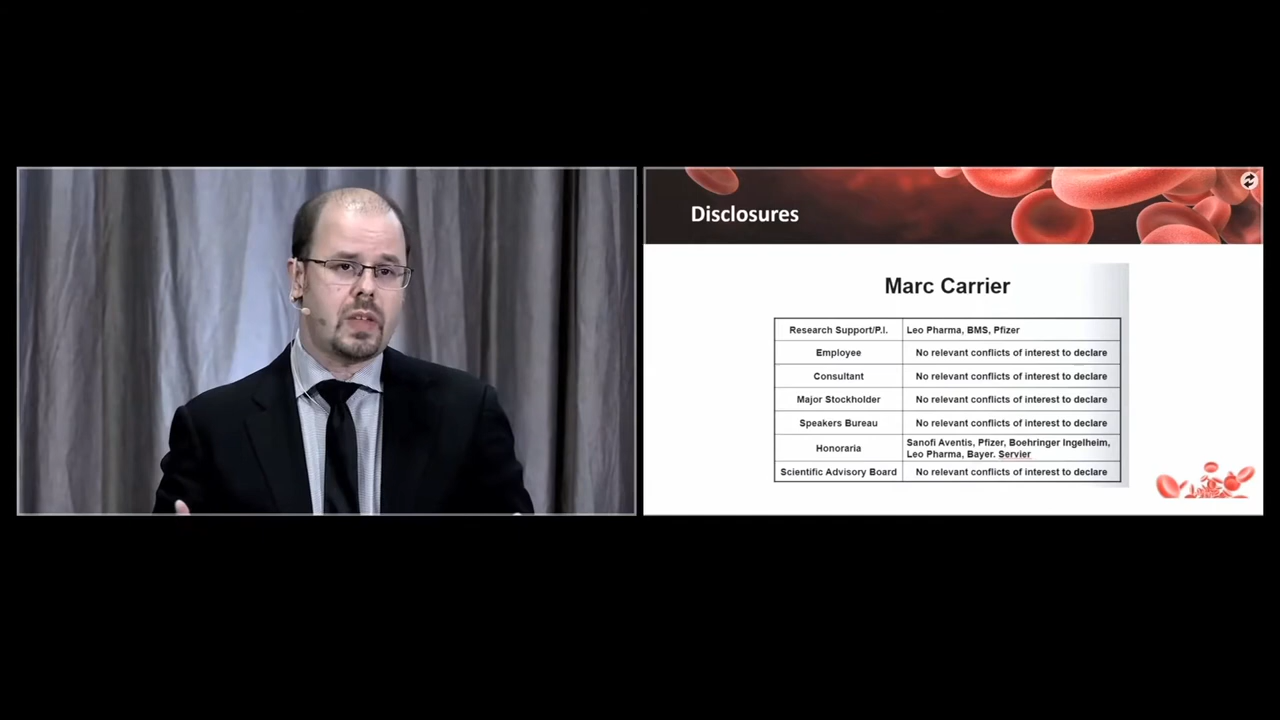 Disclosures
Marc Carrier
Research Support/P.I. Leo Pharma, BMS, Pfizer
Employee No relevant conflicts of interest to declare
Consultant No relevant conflicts of interest to declare
Major Stockholder No relevant conflicts of interest to declare
Speakers Bureau No relevant conflicts of interest to declare
Honoraria Sanofi Aventis, Pfizer, Boehringer Ingelheim,
Leo Pharma, Bayer. Servier
Scientific Advisory Board No relevant conflicts of interest to declare